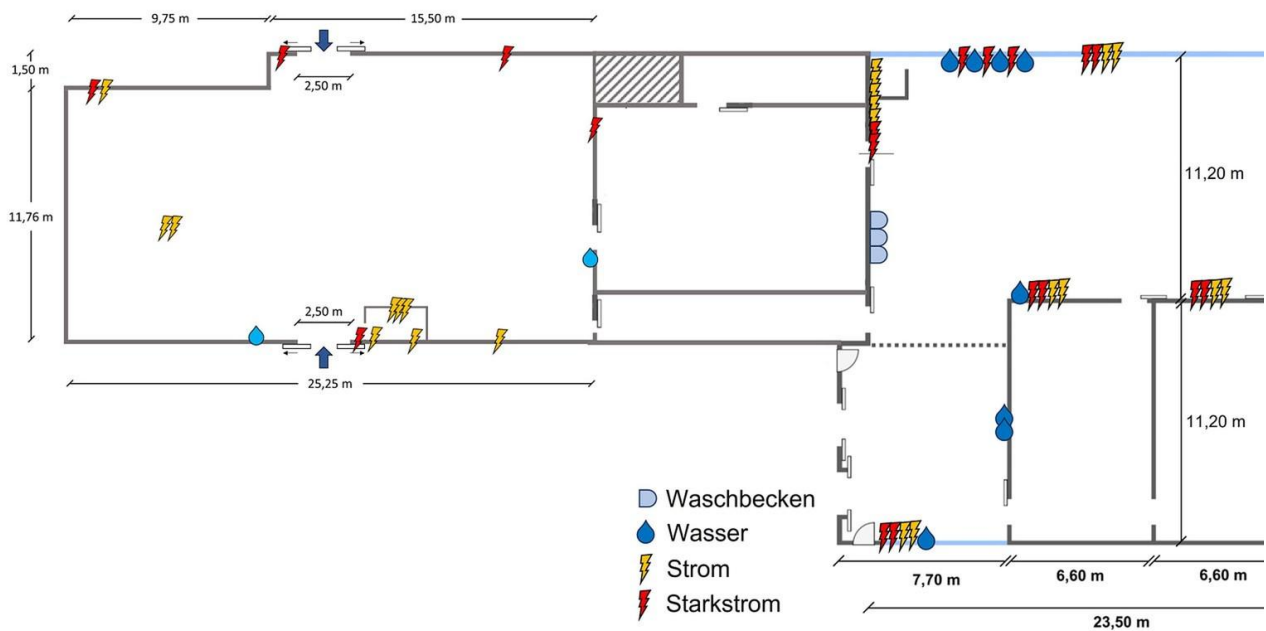 9,75 m
15,50 m
1,50 m
2,50 m
11,20 m
11,76 m
2,50 m
25,25 m
11,20 m
Waschbecken
Wasser
Strom
Starkstrom
7,70 m
6,60 m
6,60 m
23,50 m